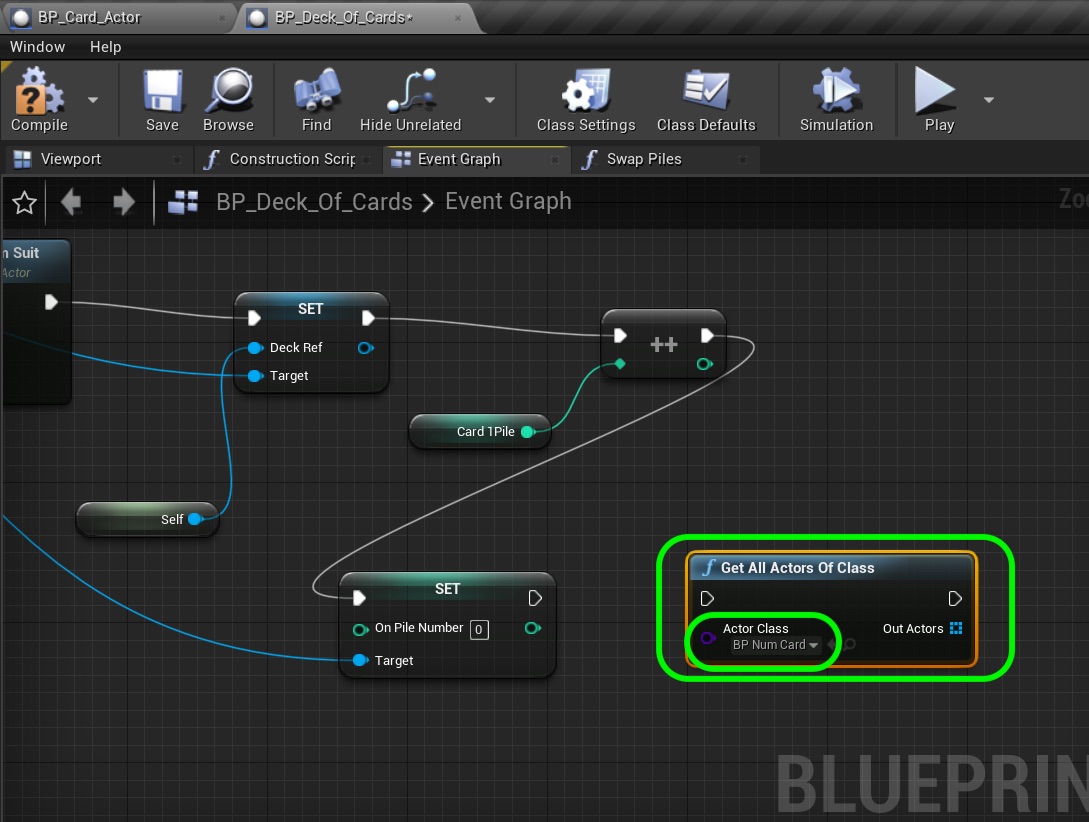 BP_Card_Actor
BP_Deck_Of_Cards*
Window Help
Compile Save Browse Find Hide Unrelated Class Settings Class Defaults Simulation Play
Viewport Construction Scrip Event Graph Swap Piles
BP_Deck_Of_Cards > Event Graph
Zo
n Suit
Actor
SET
Deck Ref
Target
++
Card 1Pile
Self
SET
On Pile Number 0
Target
f Get All Actors Of Class
Actor Class
BP Num Card
Out Actors
BLUEPRIN